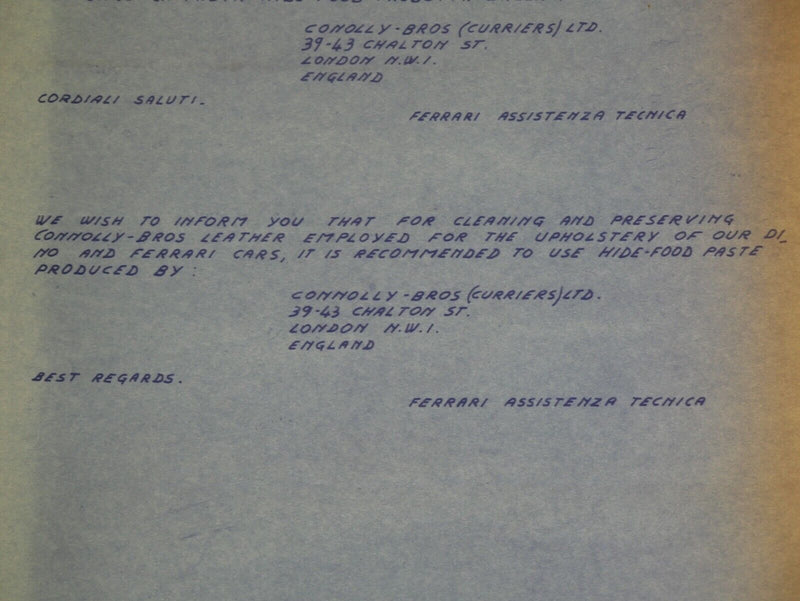 CONOLLY-BROS (CURRIERS) LTD.
39-43 CHALTON ST.
LONDON N.W.1.
ENGLAND
CORDIALI SALUTI.
FERRARI ASSISTENZA TECNICA
WE WISH TO INFORM YOU THAT FOR CLEANING AND PRESERVING
CONNOLLY-BROS LEATHER EMPLOYED FOR THE UPHOLSTERY OF OUR DI_
NO AND FERRARI CARS, IT IS RECOMMENDED TO USE HIDE-FOOD PASTE
PRODUCED BY :
CONNOLLY-BROS (CURRIERS) LTD.
39-43 CHALTON ST.
LONDON N.W.1.
ENGLAND
BEST REGARDS.
FERRARI ASSISTENZA TECNICA